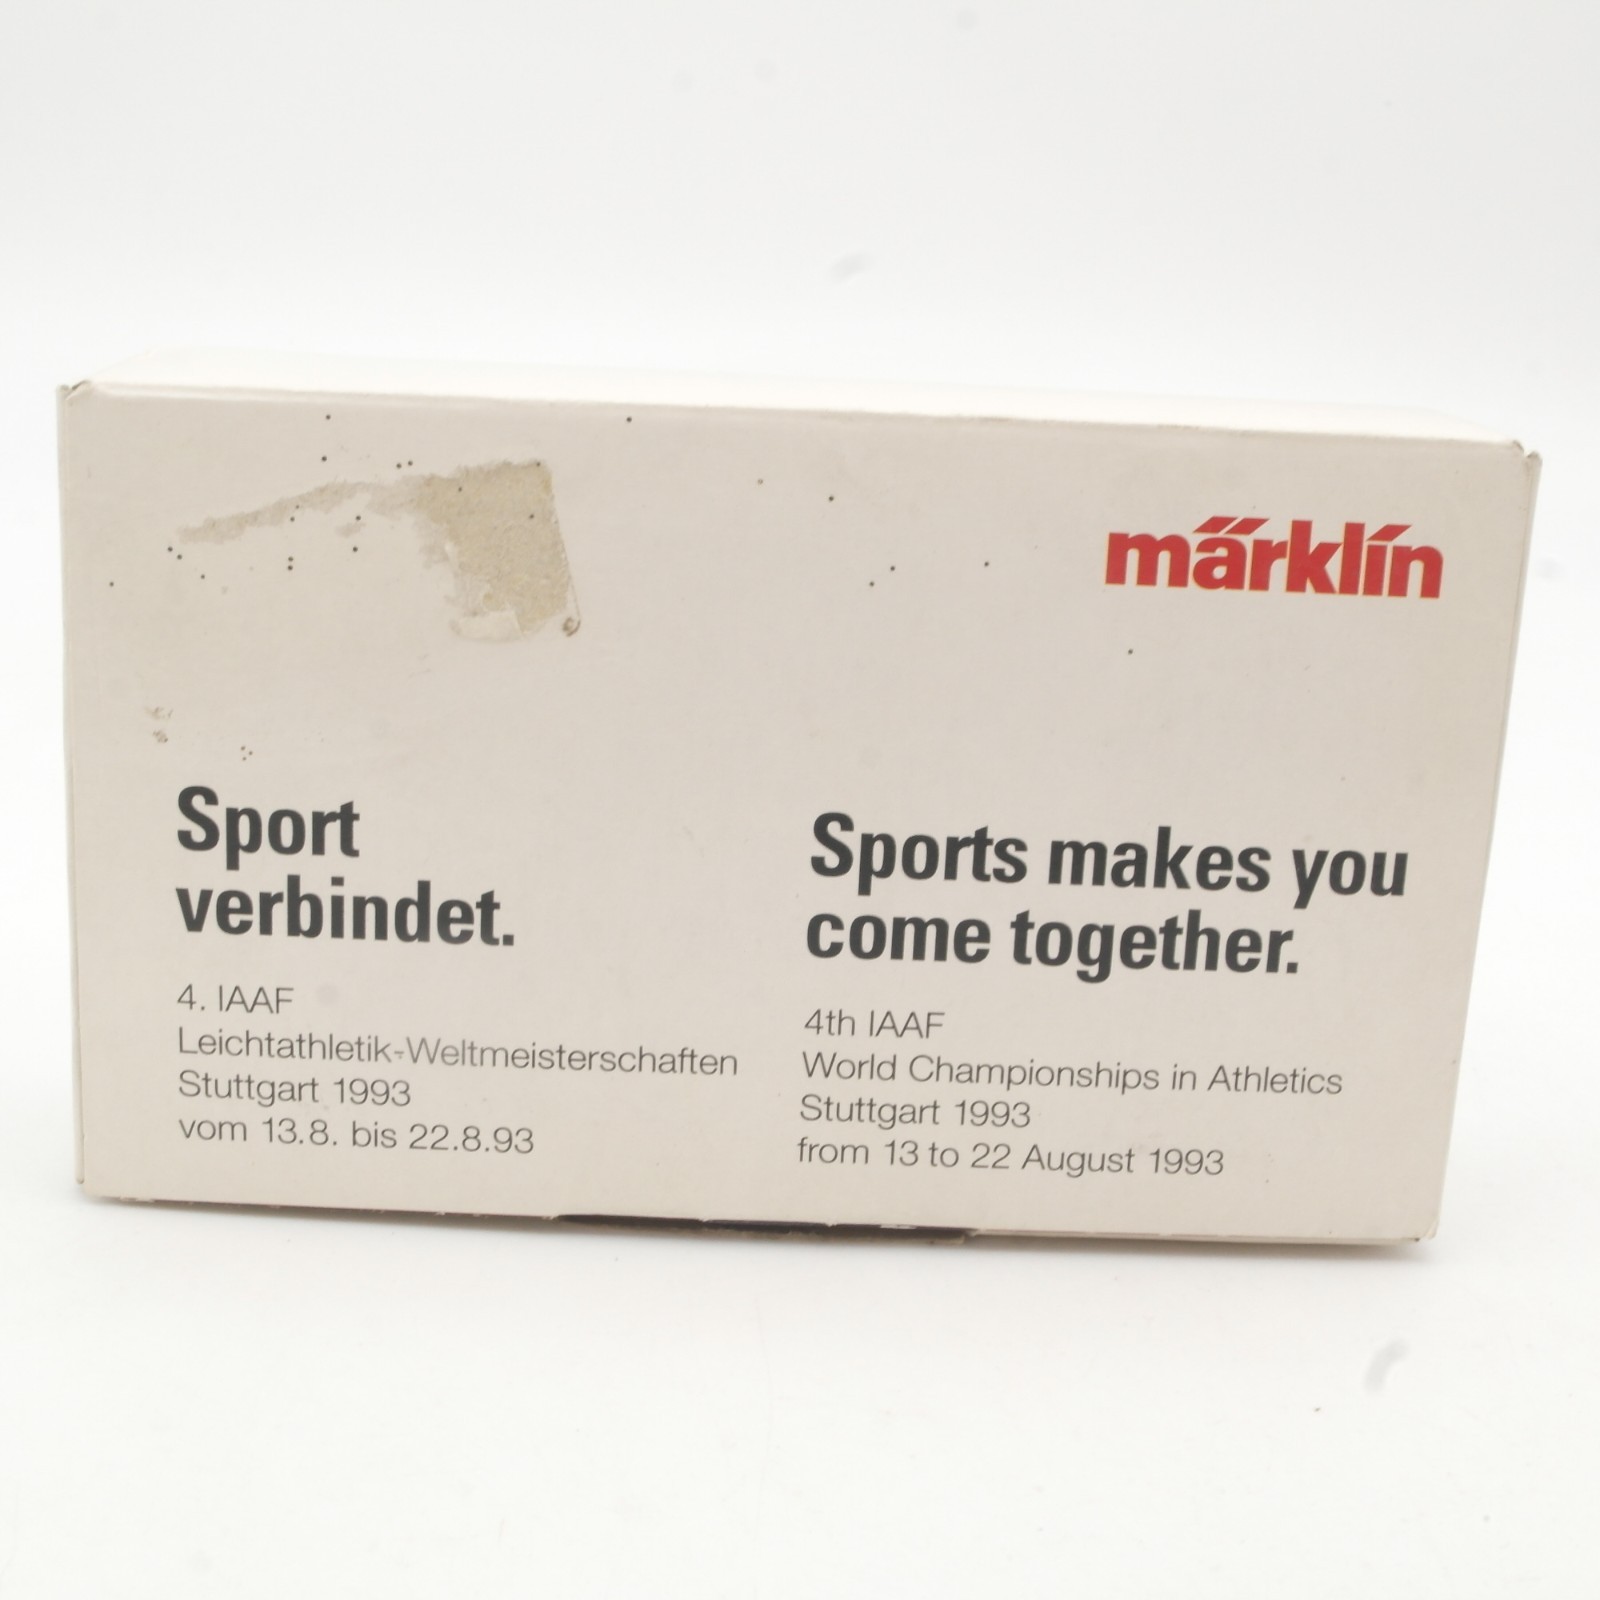 märklin
Sport
verbindet.
4. IAAF
Leichtathletik-Weltmeisterschaften
Stuttgart 1993
vom 13.8. bis 22.8.93
Sports makes you
come together.
4th IAAF
World Championships in Athletics
Stuttgart 1993
from 13 to 22 August 1993